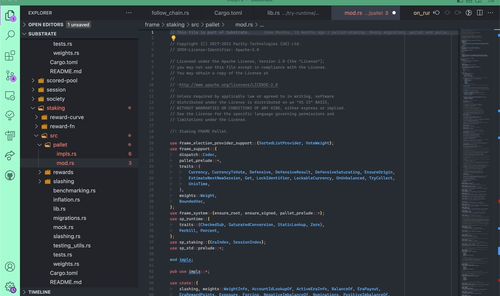 EXPLORER
OPEN EDITORS 1 unsaved
SUBSTRATE
tests.rs
weights.rs
Cargo.toml
README.md
scored-pool
session
society
staking
reward-curve
reward-fn
src
pallet
impls.rs
mod.rs 3
rewards
slashing
benchmarking.rs
inflation.rs
lib.rs
migrations.rs
mock.rs
slashing.rs
testing_utils.rs
tests.rs
weights.rs
Cargo.toml
README.md
follow_chain.rs
Cargo.toml
lib.rs .../try-runtime/...
mod.rs .../pallet 3
frame > staking > src > pallet > mod.rs > ...
// This file is part of Substrate.
// Copyright (C) 2019-2022 Parity Technologies (UK) Ltd.
// SPDX-License-Identifier: Apache-2.0
// Licensed under the Apache License, Version 2.0 (the "License");
// you may not use this file except in compliance with the License.
// You may obtain a copy of the License at
//
// http://www.apache.org/licenses/LICENSE-2.0
//
// Unless required by applicable law or agreed to in writing, software
// distributed under the License is distributed on an "AS IS" BASIS,
// WITHOUT WARRANTIES OR CONDITIONS OF ANY KIND, either express or implied.
// See the License for the specific language governing permissions and
// limitations under the License.
//! Staking FRAME Pallet.
use frame_election_provider_support::{SortedListProvider, VoteWeight};
use frame_support::{
dispatch::Codec,
pallet_prelude::*,
traits::{
Currency, CurrencyToVote, Defensive, DefensiveResult, DefensiveSaturating, EnsureOrigin,
EstimateNextNewSession, Get, LockIdentifier, LockableCurrency, OnUnbalanced, TryCollect,
UnixTime,
},
weights::Weight,
BoundedVec,
};
use frame_system::{ensure_root, ensure_signed, pallet_prelude::*};
use sp_runtime::{
traits::{CheckedSub, SaturatedConversion, StaticLookup, Zero},
Perbill, Percent,
};
use sp_staking::{EraIndex, SessionIndex};
use sp_std::prelude::*;
mod impls;
pub use impls::*;
use crate::{
slashing, weights::WeightInfo, AccountIdLookupOf, ActiveEraInfo, BalanceOf, EraPayout,
EraRewardPoints, Exposure, Forcing, NegativeImbalanceOf, Nominations, PositiveImbalanceOf,